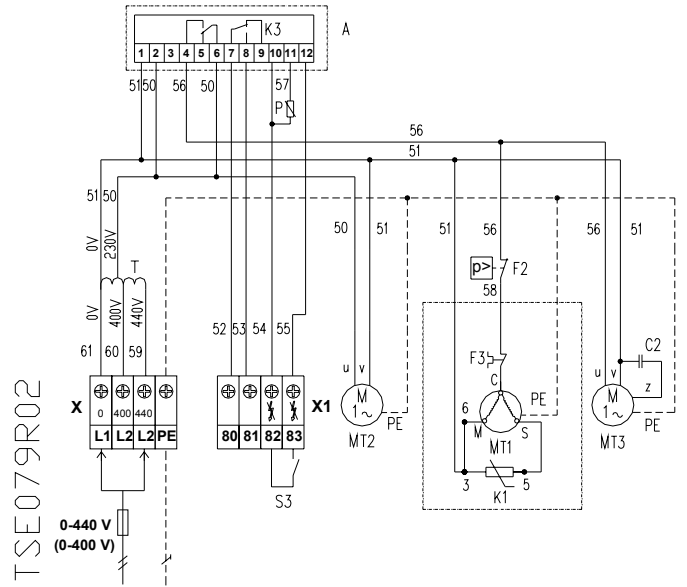 K3
A
1 2 3 4 5 6 7 8 9 10 11 12
51 50 56 50 57
P
56
51
51 50
50 51 51 56 56 51
0V 230V
T
p> F2
58
0V 400V 440V
52 53 54 55
61 60 59
F3
C2
C
u v
u v
z
X
0 400 440
X1
M
1~
PE
6
M
S
PE
M
1~
PE
L1 L2 L2 PE
80 81 82 83
MT2
MT1
MT3
3 5
K1
S3
0-440 V
(0-400 V)
TSE079R02